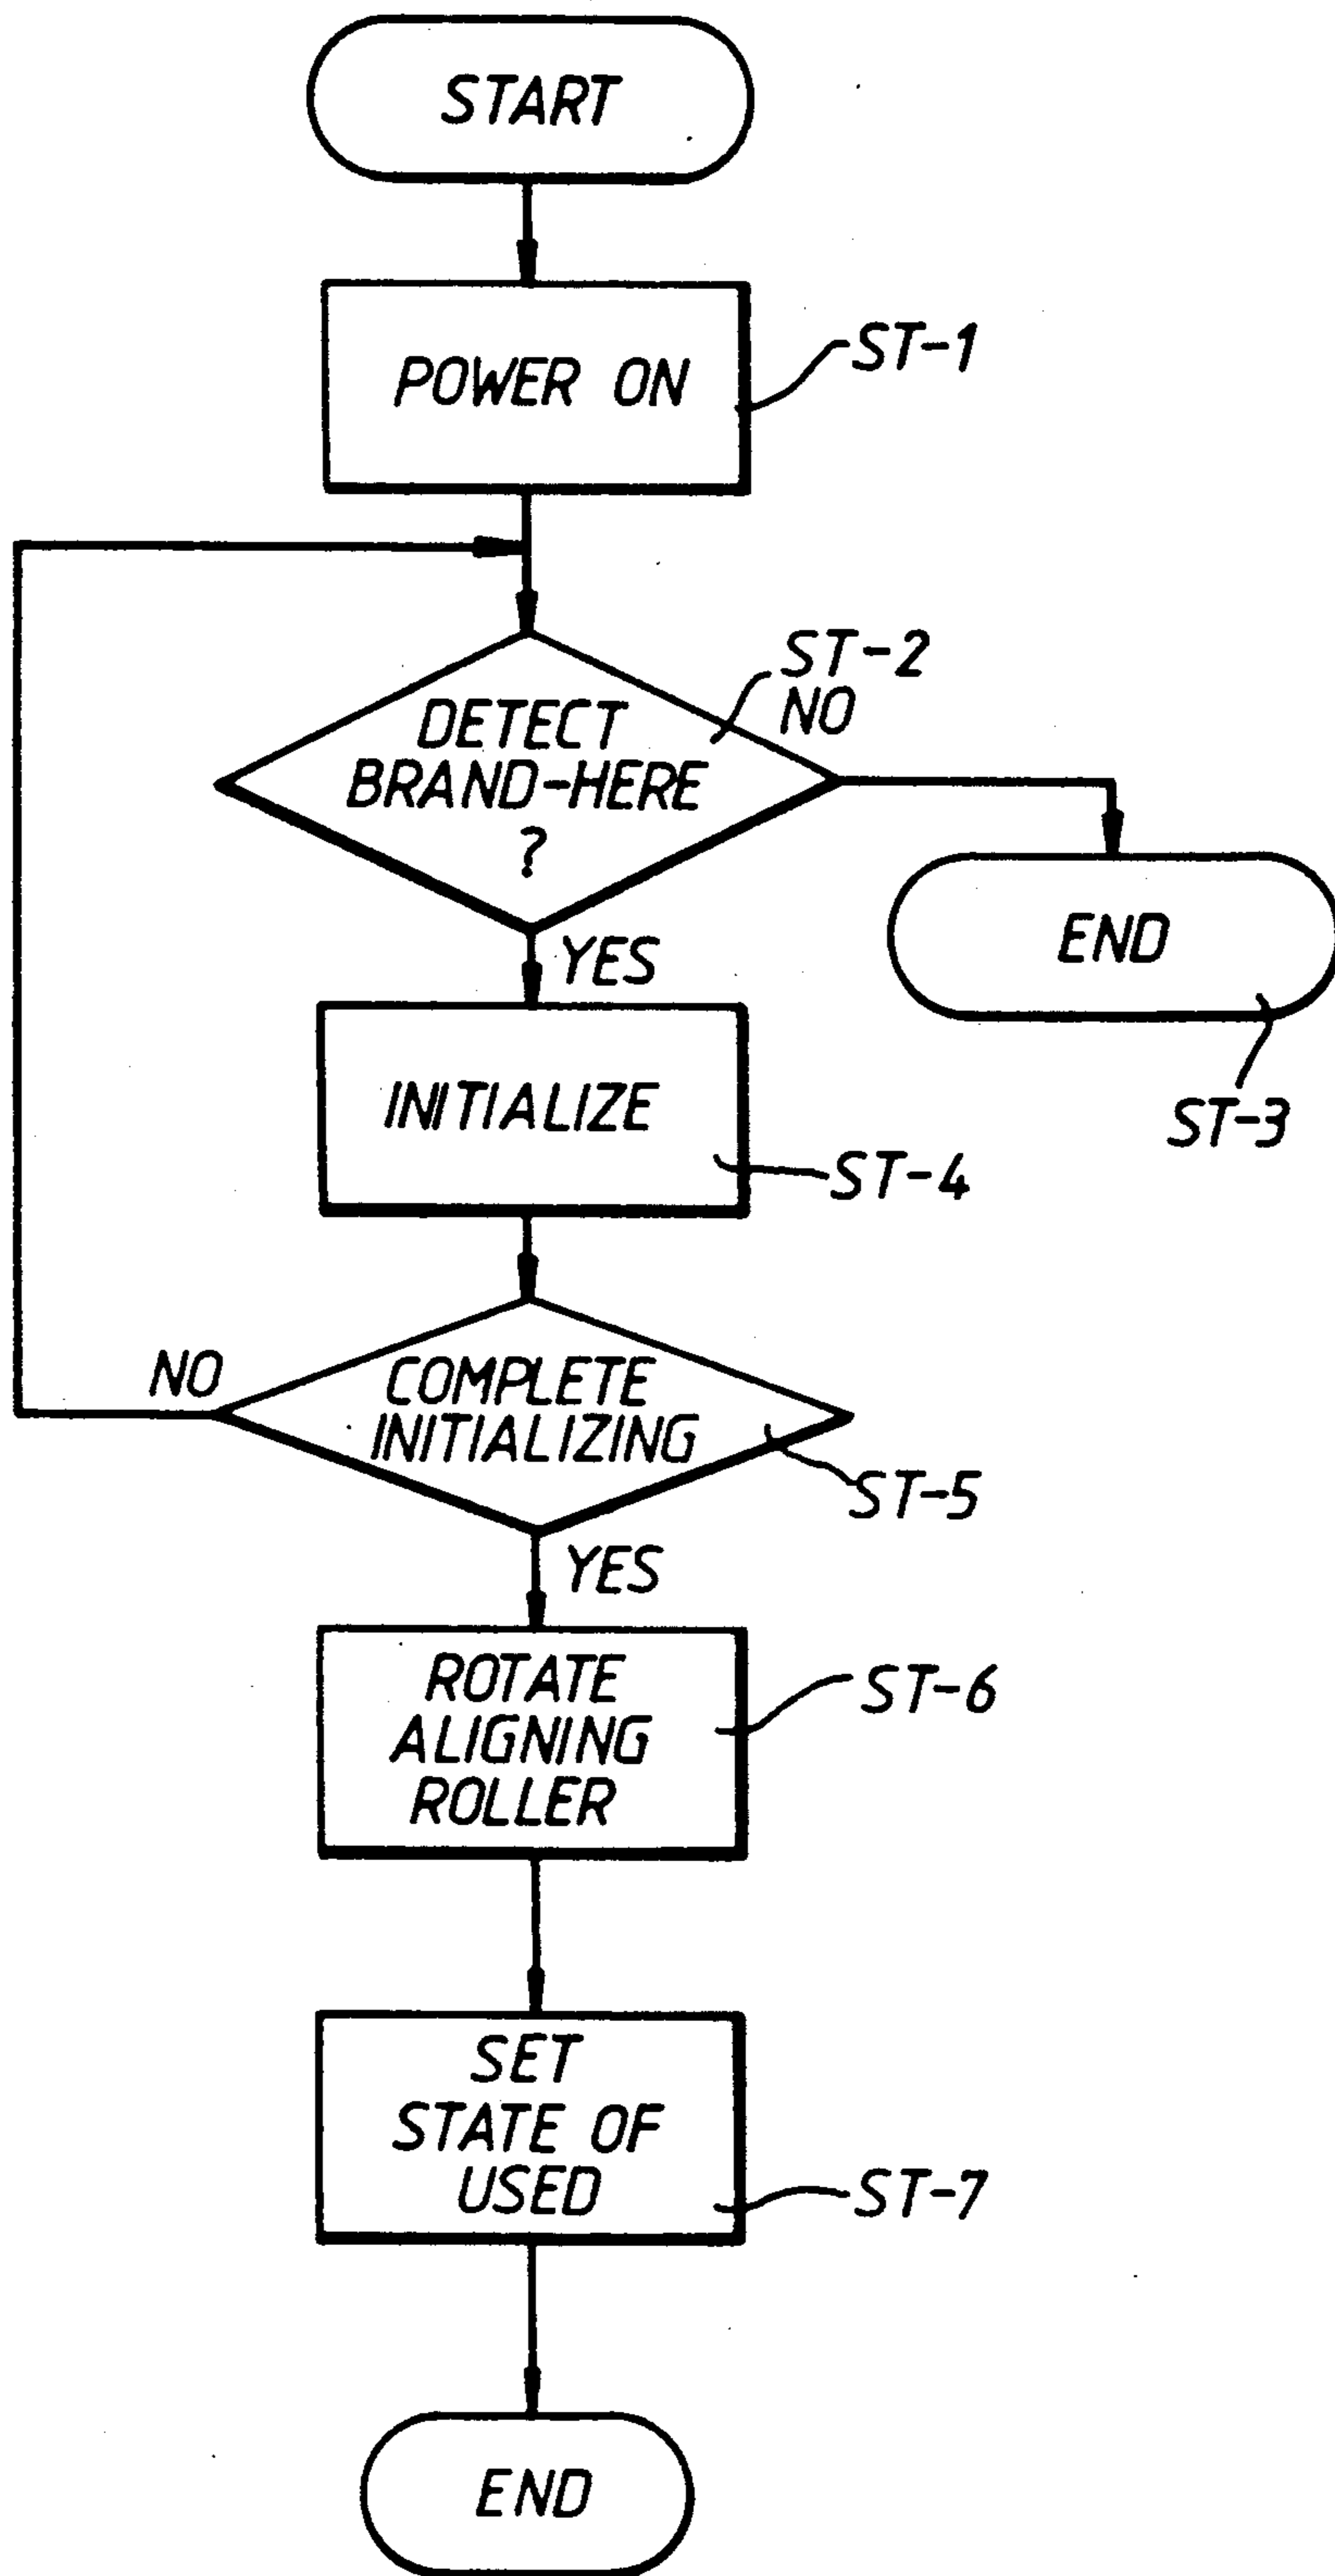 START
POWER ON
ST-1
ST-2
NO
DETECT
BRAND-HERE
?
YES
END
ST-3
INITIALIZE
ST-4
NO
COMPLETE
INITIALIZING
ST-5
YES
ROTATE
ALIGNING
ROLLER
ST-6
SET
STATE OF
USED
ST-7
END